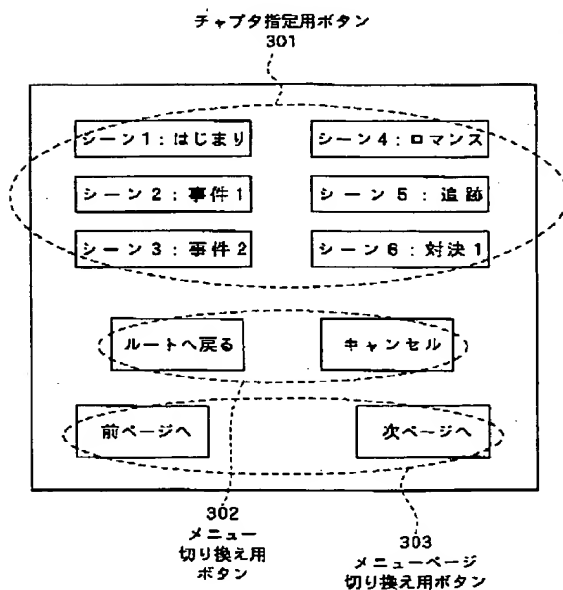 チャプタ指定用ボタン
301
シーン1:はじまり
シーン4:ロマンス
シーン2:事件1
シーン5:追跡
シーン3:事件2
シーン6:対決1
ルートへ戻る
キャンセル
前ページへ
次ページへ
302
メニュー
切り換え用
ボタン
303
メニューページ
切り換え用ボタン